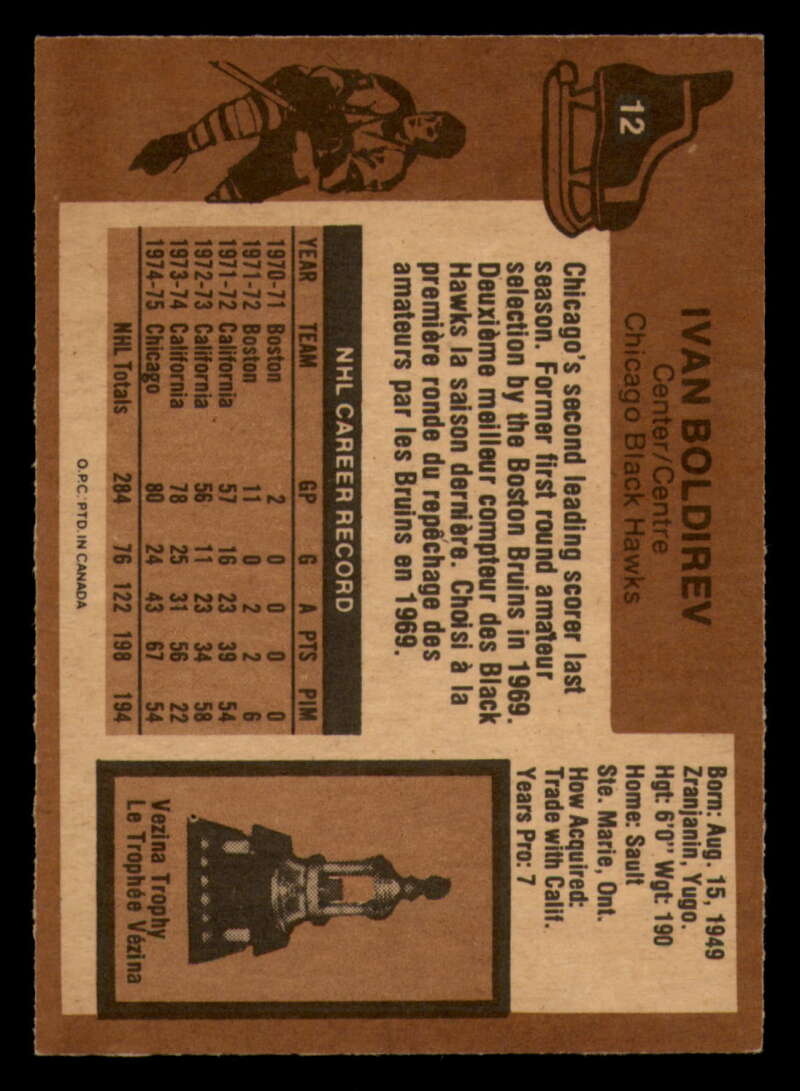 12
IVAN BOLDIREV
Center/Centre
Chicago Black Hawks
Born: Aug. 15, 1949
Zranjanin, Yugo.
Hgt: 6'0" Wgt: 190
Home: Sault
Ste. Marie, Ont.
How Acquired:
Trade with Calif.
Years Pro: 7
Chicago's second leading scorer last
season. Former first round amateur
selection by the Boston Bruins in 1969.
Deuxième meilleur compteur des Black
Hawks la saison dernière. Choisi à la
première ronde du repêchage des
amateurs par les Bruins en 1969.
NHL CAREER RECORD
YEAR TEAM GP G A PTS PIM
1970-71 Boston 2 0 0 0 0
1971-72 Boston 11 0 2 2 6
1971-72 California 57 16 23 39 54
1972-73 California 56 11 23 34 58
1973-74 California 78 25 31 56 22
1974-75 Chicago 80 24 43 67 54
NHL Totals 284 76 122 198 194
O.P.C. PTD. IN CANADA
Vezina Trophy
Le Trophée Vézina